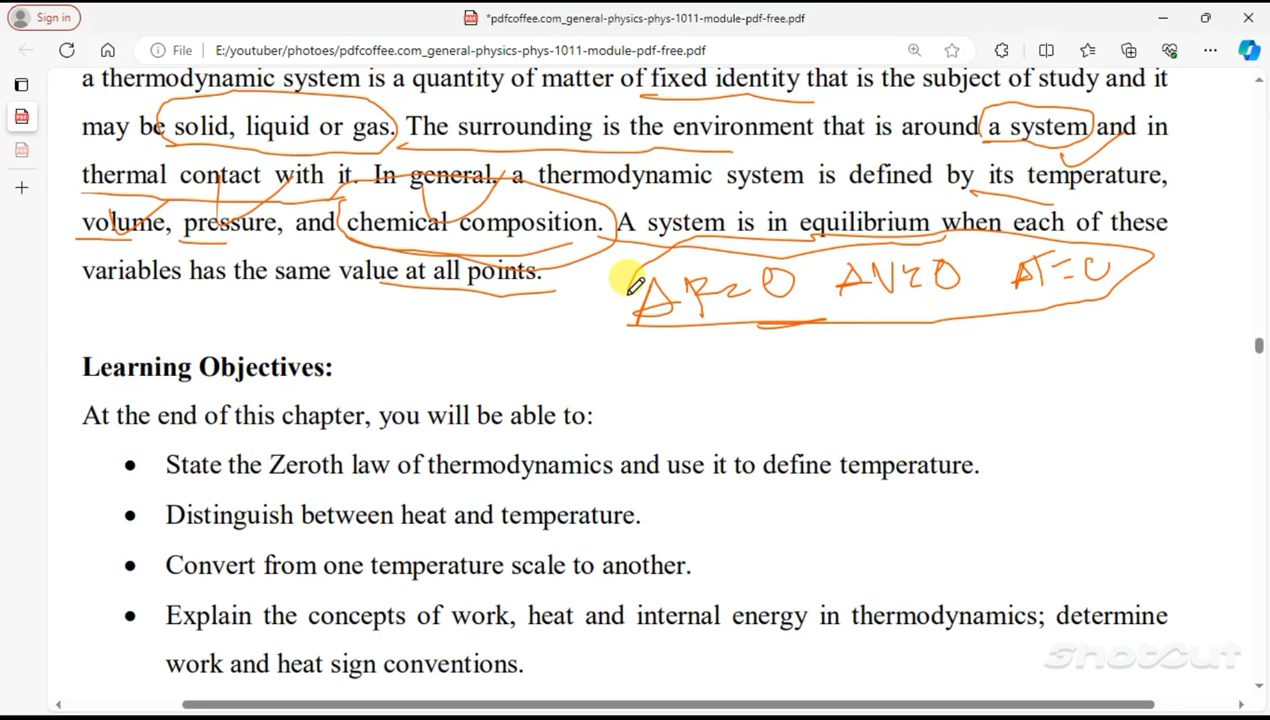 Sign in
*pdfcoffee.com_general-physics-phys-1011-module-pdf-free.pdf
File E:/youtuber/photoes/pdfcoffee.com_general-physics-phys-1011-module-pdf-free.pdf
a thermodynamic system is a quantity of matter of fixed identity that is the subject of study and it
may be solid, liquid or gas. The surrounding is the environment that is around a system and in
thermal contact with it. In general, a thermodynamic system is defined by its temperature,
volume, pressure, and chemical composition. A system is in equilibrium when each of these
variables has the same value at all points.
ΔP=0 ΔV=0 ΔT=0
Learning Objectives:
At the end of this chapter, you will be able to:
• State the Zeroth law of thermodynamics and use it to define temperature.
• Distinguish between heat and temperature.
• Convert from one temperature scale to another.
• Explain the concepts of work, heat and internal energy in thermodynamics; determine
work and heat sign conventions.
SHOTCUT